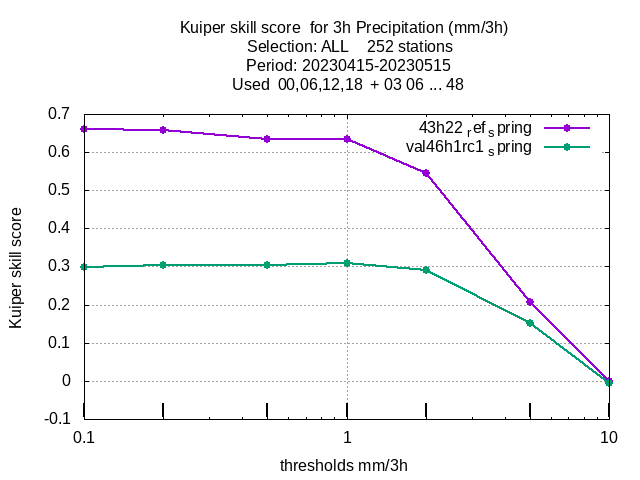 Kuiper skill score  for 3h Precipitation (mm/3h)
Selection: ALL    252 stations
Period: 20230415-20230515
Used  00,06,12,18  + 03 06 ... 48
0.7
0.6
0.5
0.4
0.3
0.2
0.1
0
-0.1
Kuiper skill score
43h22 ref spring
val46h1rc1 spring
0.1 1 10
thresholds mm/3h